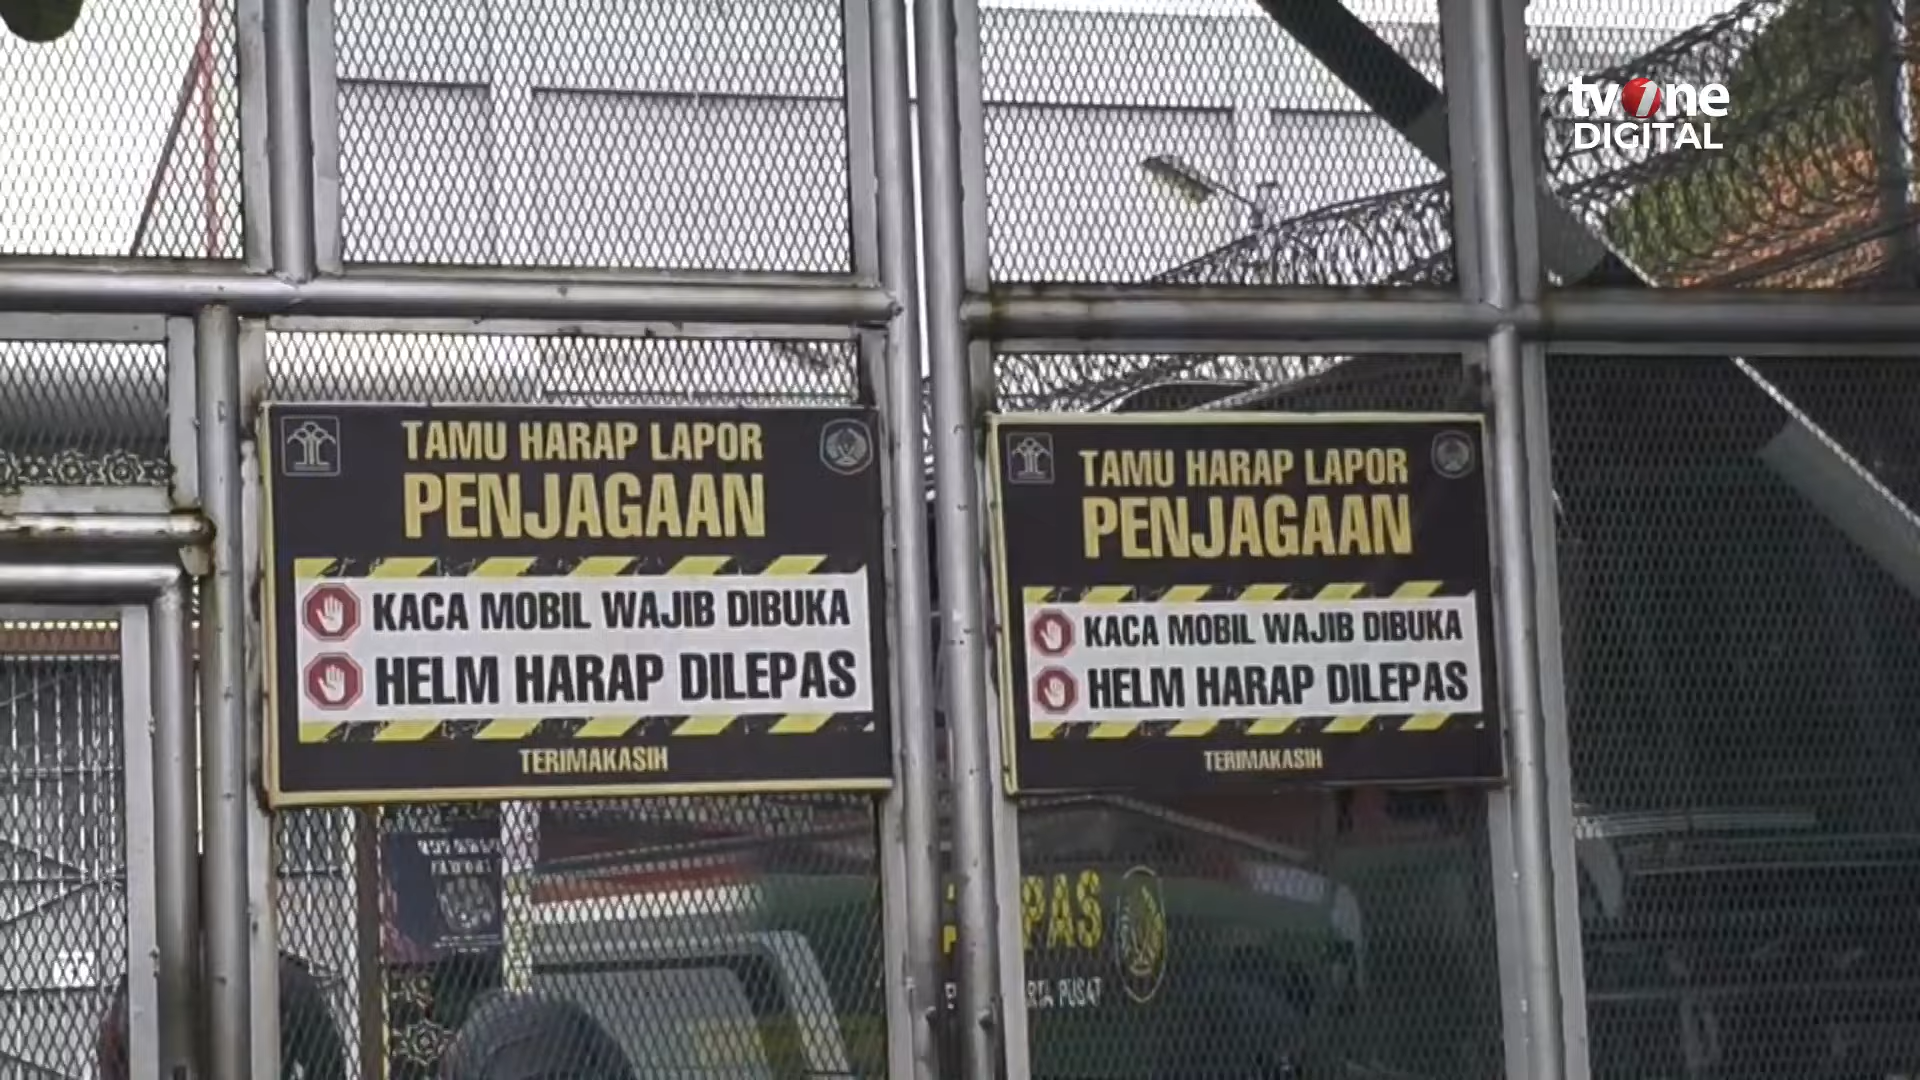 tvOne
DIGITAL
TAMU HARAP LAPOR
PENJAGAAN
KACA MOBIL WAJIB DIBUKA
HELM HARAP DILEPAS
TERIMAKASIH
TAMU HARAP LAPOR
PENJAGAAN
KACA MOBIL WAJIB DIBUKA
HELM HARAP DILEPAS
TERIMAKASIH
PAS
PUSAT